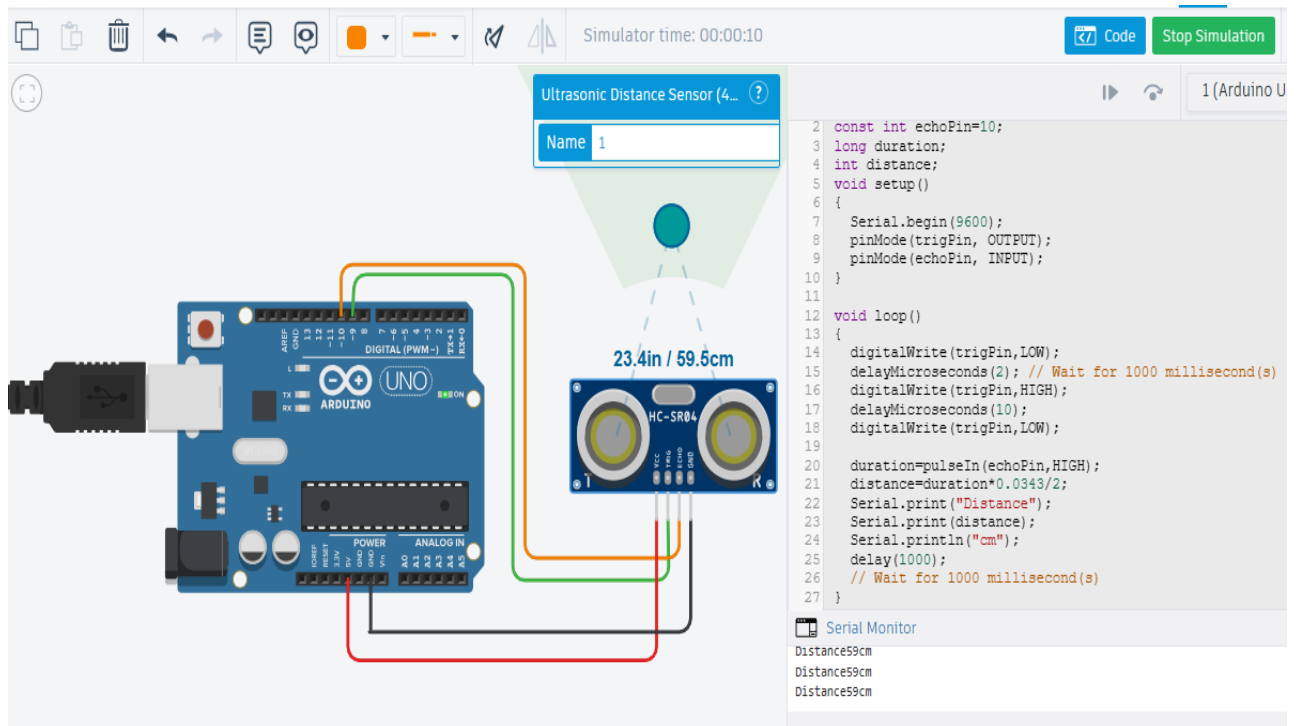 Simulator time: 00:00:10
Code
Stop Simulation
Ultrasonic Distance Sensor (4...
?
Name 1
1 (Arduino U
2 const int echoPin=10;
3 long duration;
4 int distance;
5 void setup()
6 {
7 Serial.begin(9600);
8 pinMode(trigPin, OUTPUT);
9 pinMode(echoPin, INPUT);
10 }
11
12 void loop()
13 {
14 digitalWrite(trigPin,LOW);
15 delayMicroseconds(2); // Wait for 1000 millisecond(s)
16 digitalWrite(trigPin,HIGH);
17 delayMicroseconds(10);
18 digitalWrite(trigPin,LOW);
19
20 duration=pulseIn(echoPin,HIGH);
21 distance=duration*0.0343/2;
22 Serial.print("Distance");
23 Serial.print(distance);
24 Serial.println("cm");
25 delay(1000);
26 // Wait for 1000 millisecond(s)
27 }
Serial Monitor
Distance59cm
Distance59cm
Distance59cm
23.4in / 59.5cm
HC-SR04
VCC
TRIG
ECHO
GND
T
R
AREF
GND
13
12
~11
~10
~9
8
7
~6
~5
4
~3
2
TX→1
RX←0
DIGITAL (PWM~)
L
TX
RX
UNO
ARDUINO
ON
POWER
ANALOG IN
IOREF
RESET
3.3V
5V
GND
GND
Vin
A0
A1
A2
A3
A4
A5